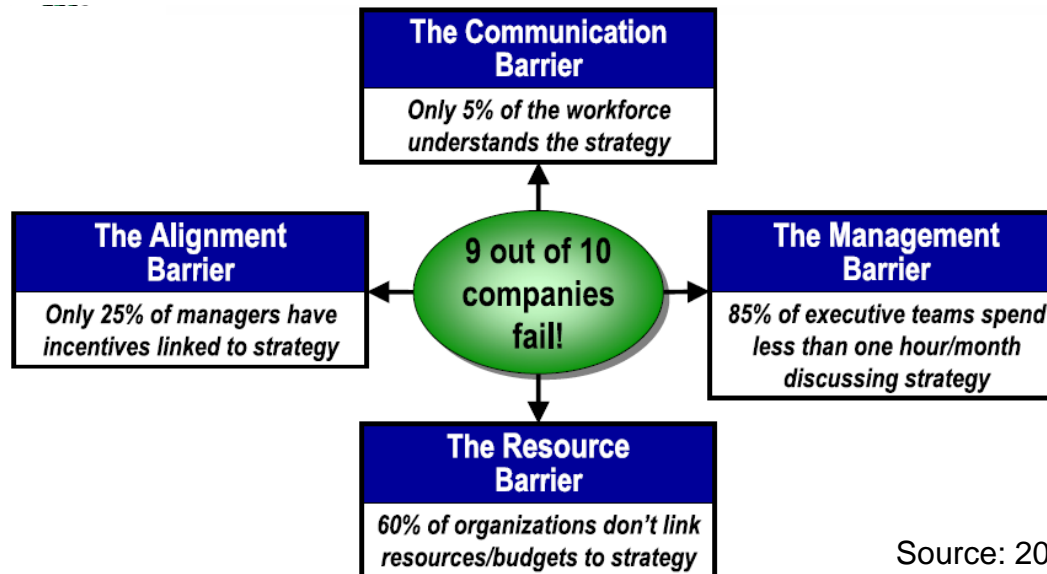 The Communication
Barrier
Only 5% of the workforce
understands the strategy
The Alignment
Barrier
Only 25% of managers have
incentives linked to strategy
9 out of 10
companies
fail!
The Management
Barrier
85% of executive teams spend
less than one hour/month
discussing strategy
The Resource
Barrier
60% of organizations don't link
resources/budgets to strategy
Source: 20